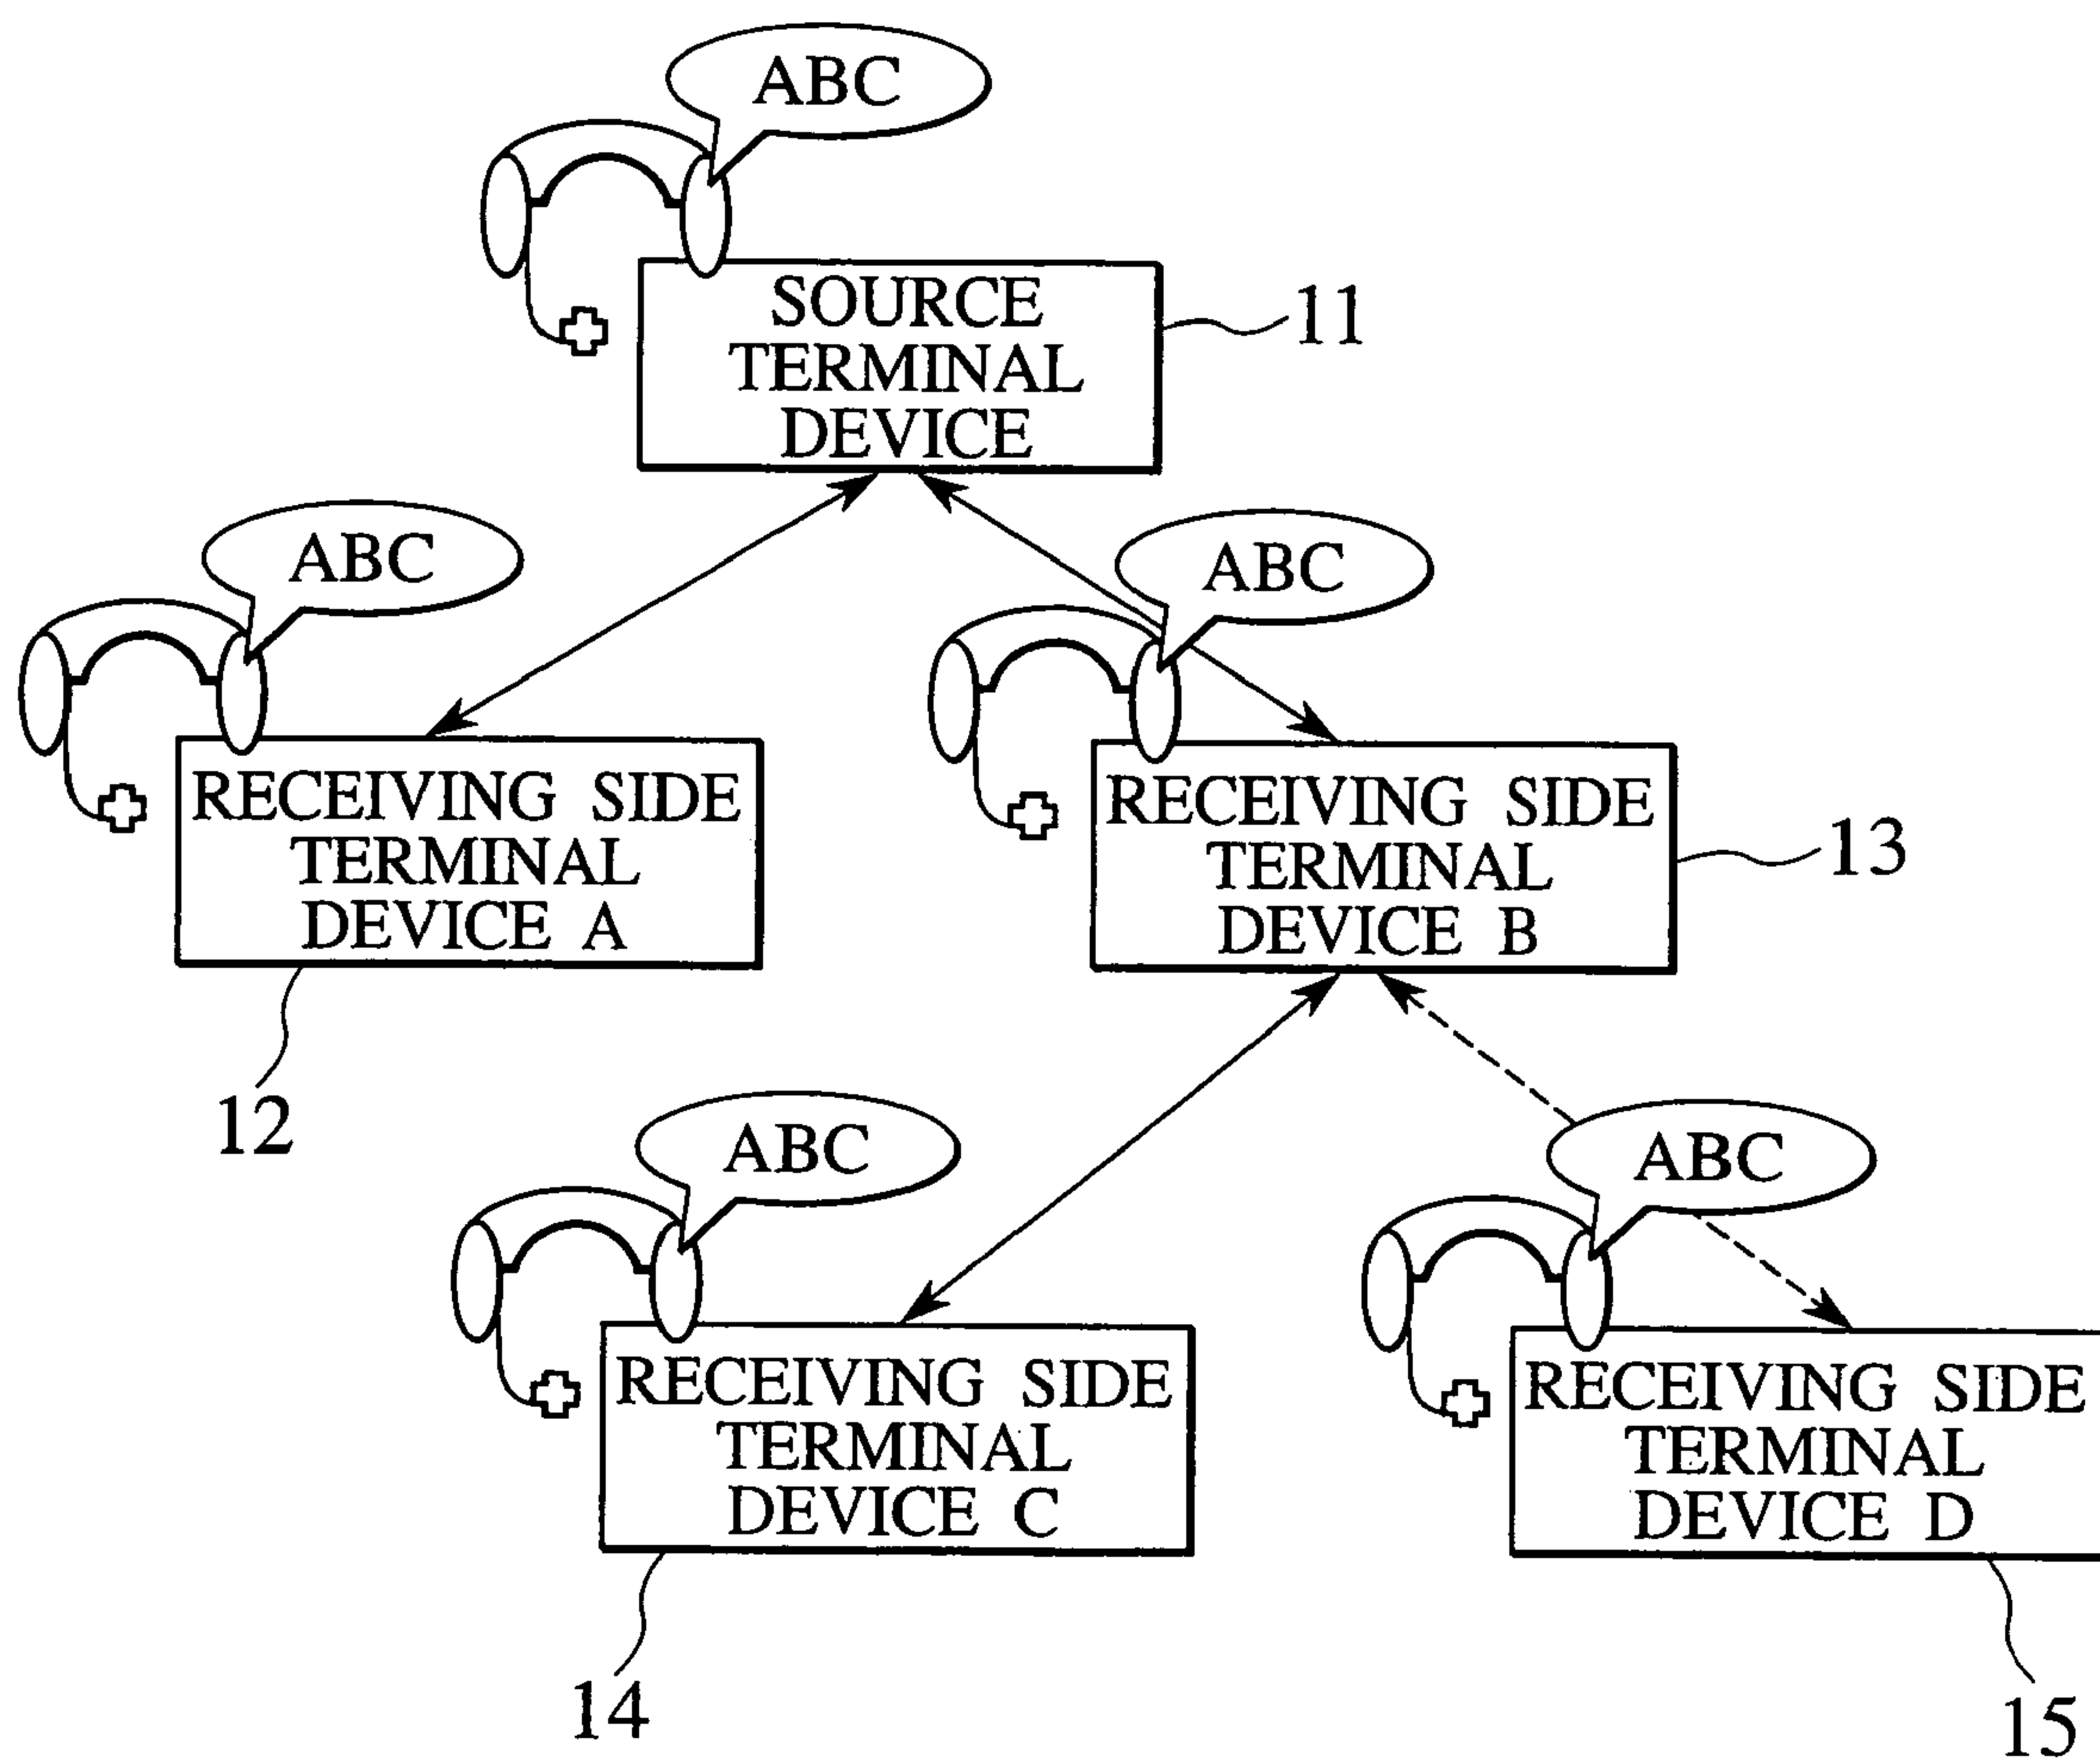 ABC
SOURCE
TERMINAL
DEVICE
11
ABC
RECEIVING SIDE
TERMINAL
DEVICE A
12
ABC
RECEIVING SIDE
TERMINAL
DEVICE B
13
ABC
RECEIVING SIDE
TERMINAL
DEVICE C
14
ABC
RECEIVING SIDE
TERMINAL
DEVICE D
15